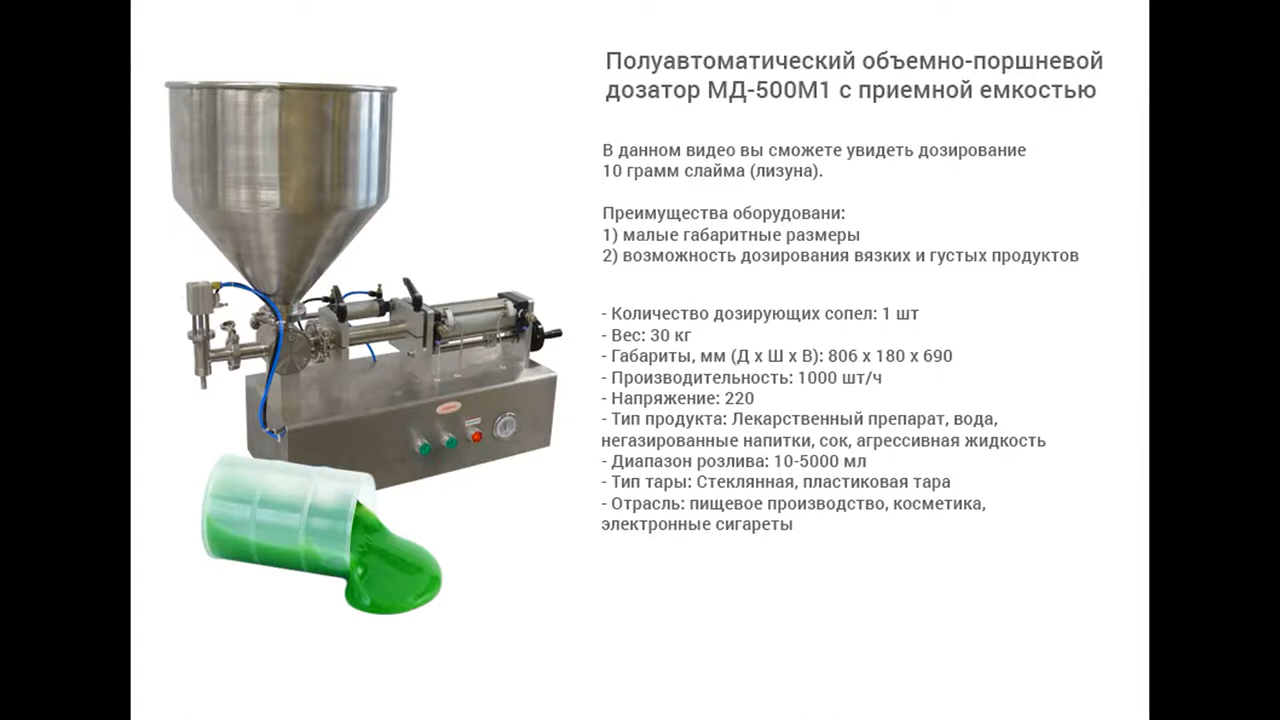 Полуавтоматический объемно-поршневой
дозатор МД-500М1 с приемной емкостью
В данном видео вы сможете увидеть дозирование
10 грамм слайма (лизуна).
Преимущества оборудовани:
1) малые габаритные размеры
2) возможность дозирования вязких и густых продуктов
- Количество дозирующих сопел: 1 шт
- Вес: 30 кг
- Габариты, мм (Д х Ш х В): 806 х 180 х 690
- Производительность: 1000 шт/ч
- Напряжение: 220
- Тип продукта: Лекарственный препарат, вода,
негазированные напитки, сок, агрессивная жидкость
- Диапазон розлива: 10-5000 мл
- Тип тары: Стеклянная, пластиковая тара
- Отрасль: пищевое производство, косметика,
электронные сигареты